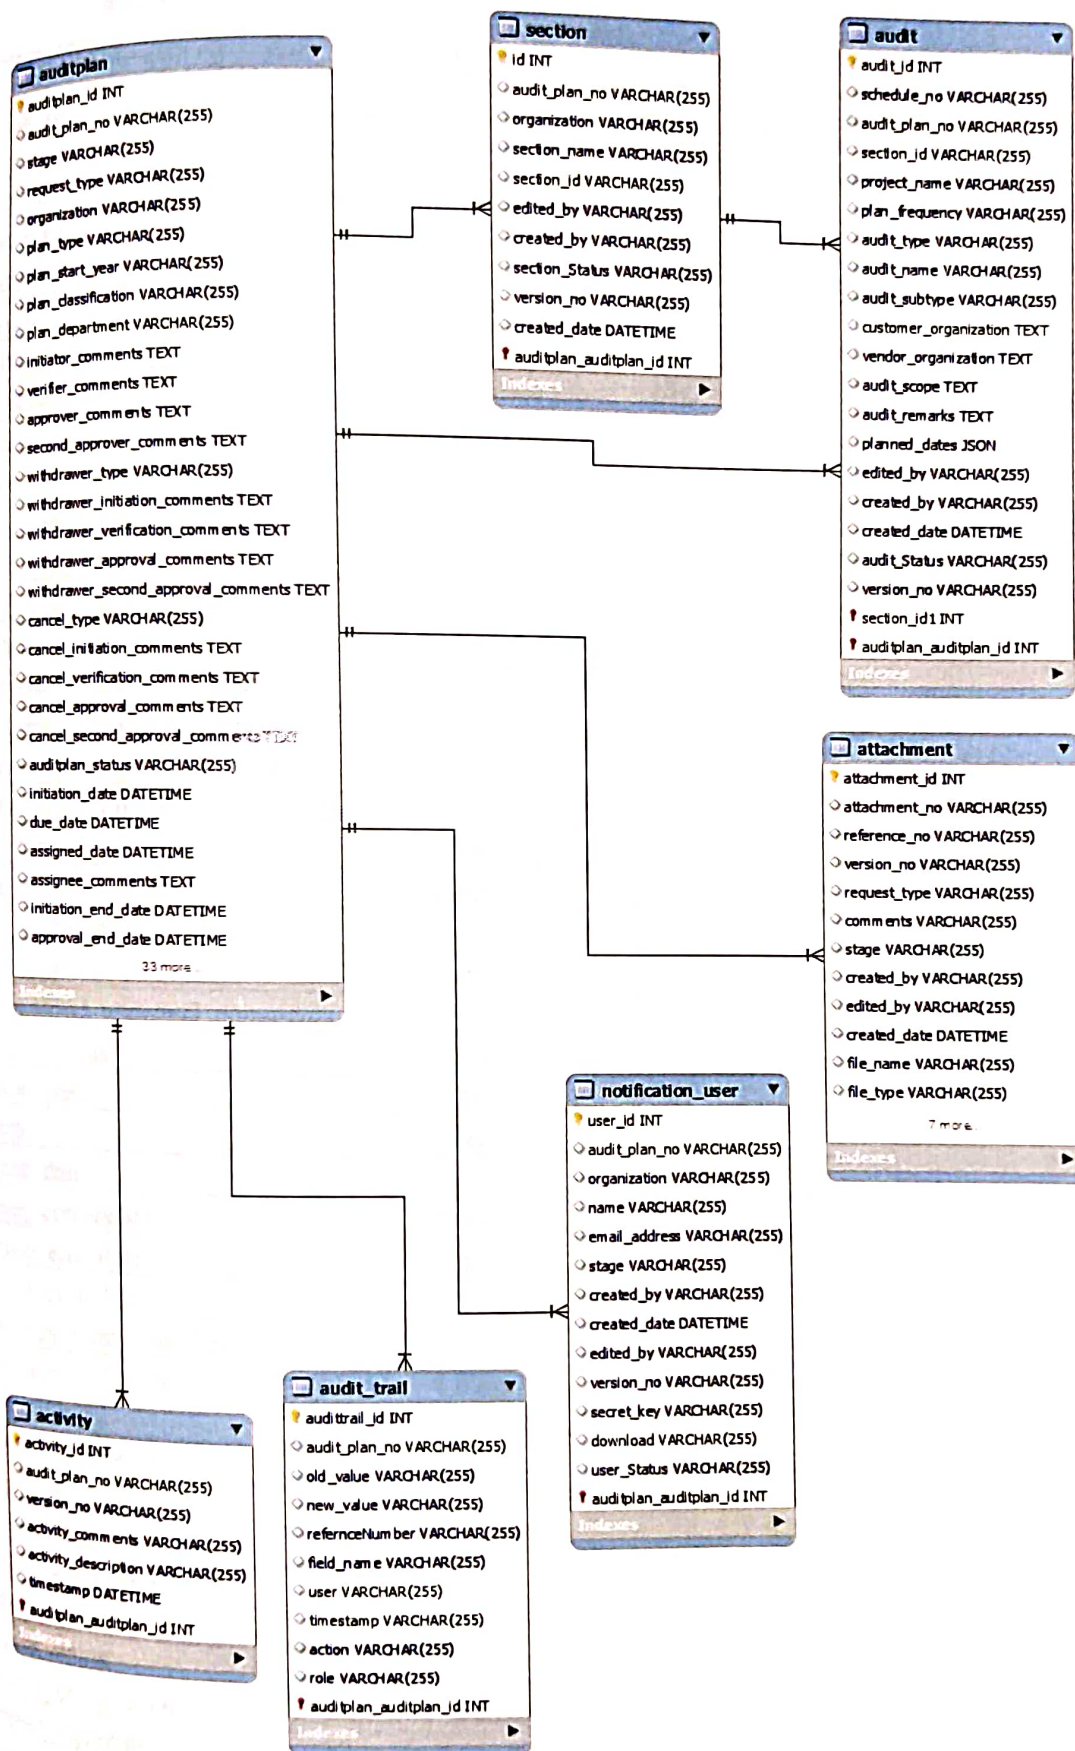 auditplan
auditplan_id INT
audit_plan_no VARCHAR(255)
stage VARCHAR(255)
request_type VARCHAR(255)
organization VARCHAR(255)
plan_type VARCHAR(255)
plan_start_year VARCHAR(255)
plan_classification VARCHAR(255)
plan_department VARCHAR(255)
initiator_comments TEXT
verifier_comments TEXT
approver_comments TEXT
second_approver_comments TEXT
withdrawer_type VARCHAR(255)
withdrawer_initiation_comments TEXT
withdrawer_verification_comments TEXT
withdrawer_approval_comments TEXT
withdrawer_second_approval_comments TEXT
cancel_type VARCHAR(255)
cancel_initiation_comments TEXT
cancel_verification_comments TEXT
cancel_approval_comments TEXT
cancel_second_approval_comments TEXT
auditplan_status VARCHAR(255)
initiation_date DATETIME
due_date DATETIME
assigned_date DATETIME
assignee_comments TEXT
initiation_end_date DATETIME
approval_end_date DATETIME
33 more...
Indexes
section
id INT
audit_plan_no VARCHAR(255)
organization VARCHAR(255)
section_name VARCHAR(255)
section_id VARCHAR(255)
edited_by VARCHAR(255)
created_by VARCHAR(255)
section_Status VARCHAR(255)
version_no VARCHAR(255)
created_date DATETIME
auditplan_auditplan_id INT
Indexes
audit
audit_id INT
schedule_no VARCHAR(255)
audit_plan_no VARCHAR(255)
section_id VARCHAR(255)
project_name VARCHAR(255)
plan_frequency VARCHAR(255)
audit_type VARCHAR(255)
audit_name VARCHAR(255)
audit_subtype VARCHAR(255)
customer_organization TEXT
vendor_organization TEXT
audit_scope TEXT
audit_remarks TEXT
planned_dates JSON
edited_by VARCHAR(255)
created_by VARCHAR(255)
created_date DATETIME
audit_Status VARCHAR(255)
version_no VARCHAR(255)
section_id1 INT
auditplan_auditplan_id INT
Indexes
attachment
attachment_id INT
attachment_no VARCHAR(255)
reference_no VARCHAR(255)
version_no VARCHAR(255)
request_type VARCHAR(255)
comments VARCHAR(255)
stage VARCHAR(255)
created_by VARCHAR(255)
edited_by VARCHAR(255)
created_date DATETIME
file_name VARCHAR(255)
file_type VARCHAR(255)
7 more...
Indexes
notification_user
user_id INT
audit_plan_no VARCHAR(255)
organization VARCHAR(255)
name VARCHAR(255)
email_address VARCHAR(255)
stage VARCHAR(255)
created_by VARCHAR(255)
created_date DATETIME
edited_by VARCHAR(255)
version_no VARCHAR(255)
secret_key VARCHAR(255)
download VARCHAR(255)
user_Status VARCHAR(255)
auditplan_auditplan_id INT
Indexes
activity
activity_id INT
audit_plan_no VARCHAR(255)
version_no VARCHAR(255)
activity_comments VARCHAR(255)
activity_description VARCHAR(255)
timestamp DATETIME
auditplan_auditplan_id INT
Indexes
audit_trail
audittrail_id INT
audit_plan_no VARCHAR(255)
old_value VARCHAR(255)
new_value VARCHAR(255)
refernceNumber VARCHAR(255)
field_name VARCHAR(255)
user VARCHAR(255)
timestamp VARCHAR(255)
action VARCHAR(255)
role VARCHAR(255)
auditplan_auditplan_id INT
Indexes